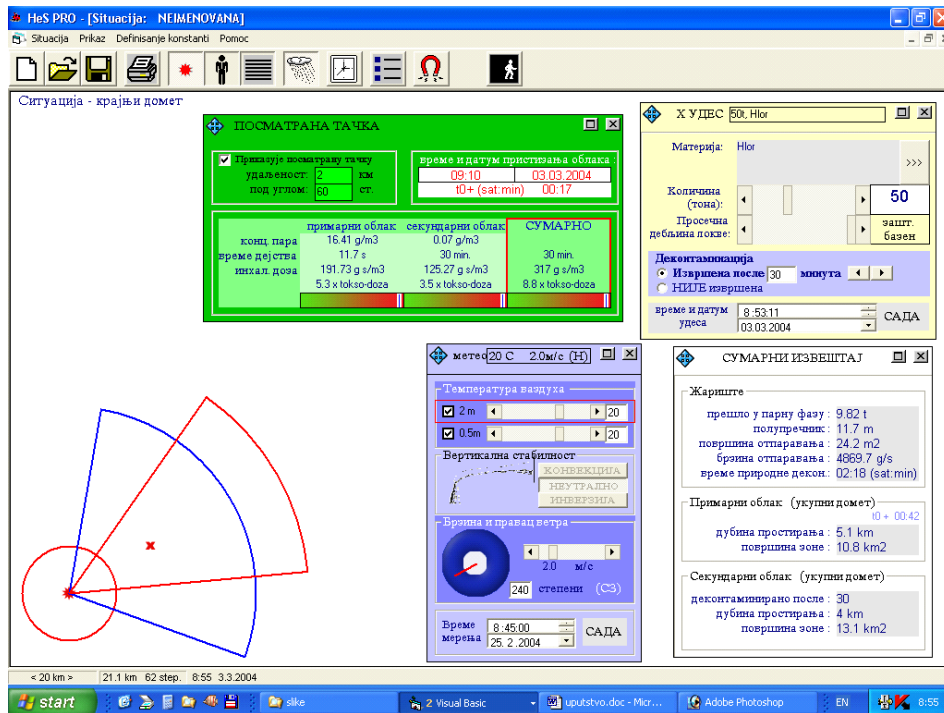 HeS PRO - [Situacija: NEIMENOVANA]
Situacija Prikaz Definisanje konstanti Pomoc
Ситуација - крајњи домет
ПОСМАТРАНА ТАЧКА
Приказује посматрану тачку
удаљеност: 2 км
под углом: 60 ст.
време и датум пристизања облака :
09:10 03.03.2004
t0+ (sat:min) 00:17
примарни облак секундарни облак СУМАРНО
конц. пара 16.41 g/m3 0.07 g/m3
време дејства 11.7 s 30 min. 30 min.
инхал. доза 191.73 g s/m3 125.27 g s/m3 317 g s/m3
5.3 x tokso-doza 3.5 x tokso-doza 8.8 x tokso-doza
Х УДЕС 50t, Hlor
Материја: Hlor
>>>
Количина (тона): 50
Просечна дебљина локве: зашт. базен
Деконтаминација
Извршена после 30 минута
НИЈЕ извршена
време и датум удеса 8:53:11 САДА
03.03.2004
метео 20 C 2.0м/с (Н)
Температура ваздуха
2 m 20
0.5m 20
Вертикална стабилност
КОНВЕКЦИЈА
НЕУТРАЛНО
ИНВЕРЗИЈА
Брзина и правац ветра
2.0 м/с
240 степени (СЗ)
Време мерења 8:45:00 САДА
25. 2. 2004
СУМАРНИ ИЗВЕШТАЈ
Жариште
прешло у парну фазу : 9.82 t
полупречник : 11.7 m
површина отпаравања : 24.2 m2
брзина отпаравања : 4869.7 g/s
време природне декон.: 02:18 (sat:min)
Примарни облак (укупни домет)
t0 + 00:42
дубина простирања : 5.1 km
површина зоне : 10.8 km2
Секундарни облак (укупни домет)
деконтаминирано после : 30
дубина простирања : 4 km
површина зоне : 13.1 km2
< 20 km > 21.1 km 62 step. 8:55 3.3.2004
start slike 2 Visual Basic uputstvo.doc - Micr... Adobe Photoshop EN 8:55